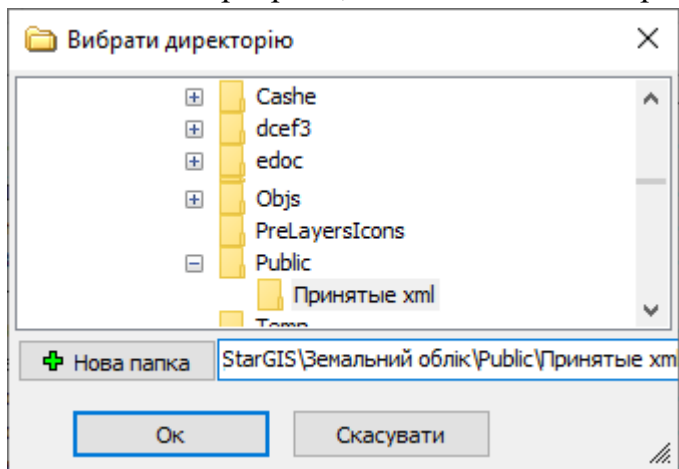 Вибрати директорію
Cashe
dcef3
edoc
Objs
PreLayersIcons
Public
Принятые xml
Temp
Нова папка
StarGIS\Земальний облік\Public\Принятые xm
Ок
Скасувати